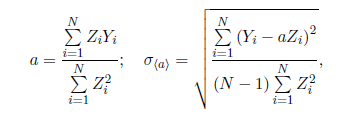 a = \frac{\sum_{i=1}^{N} Z_i Y_i}{\sum_{i=1}^{N} Z_i^2}; \quad \sigma_{\langle a \rangle} = \sqrt{\frac{\sum_{i=1}^{N} (Y_i - aZ_i)^2}{(N-1) \sum_{i=1}^{N} Z_i^2}},